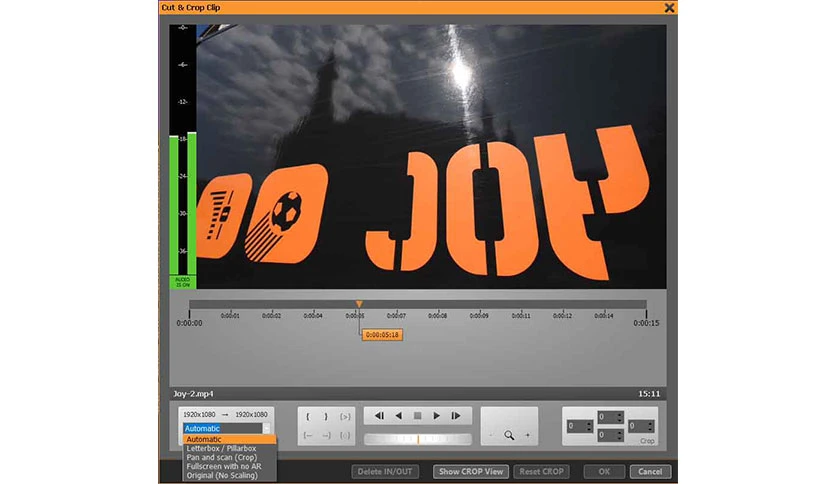 Cut & Crop Clip
-0-
-6-
-12-
-18-
-24-
-30-
-36-
AUDIO
IS ON
JOY
0:00:00
0:00:01
0:00:02
0:00:04
0:00:05
0:00:07
0:00:08
0:00:09
0:00:11
0:00:12
0:00:14
0:00:15
0:00:05:18
Joy-2.mp4
15:11
1920x1080 → 1920x1080
Automatic
Automatic
Letterbox / Pillarbox
Pan and scan (Crop)
Fullscreen with no AR
Original (No Scaling)
0
0
0
0
Crop
Delete IN/OUT
Show CROP View
Reset CROP
OK
Cancel